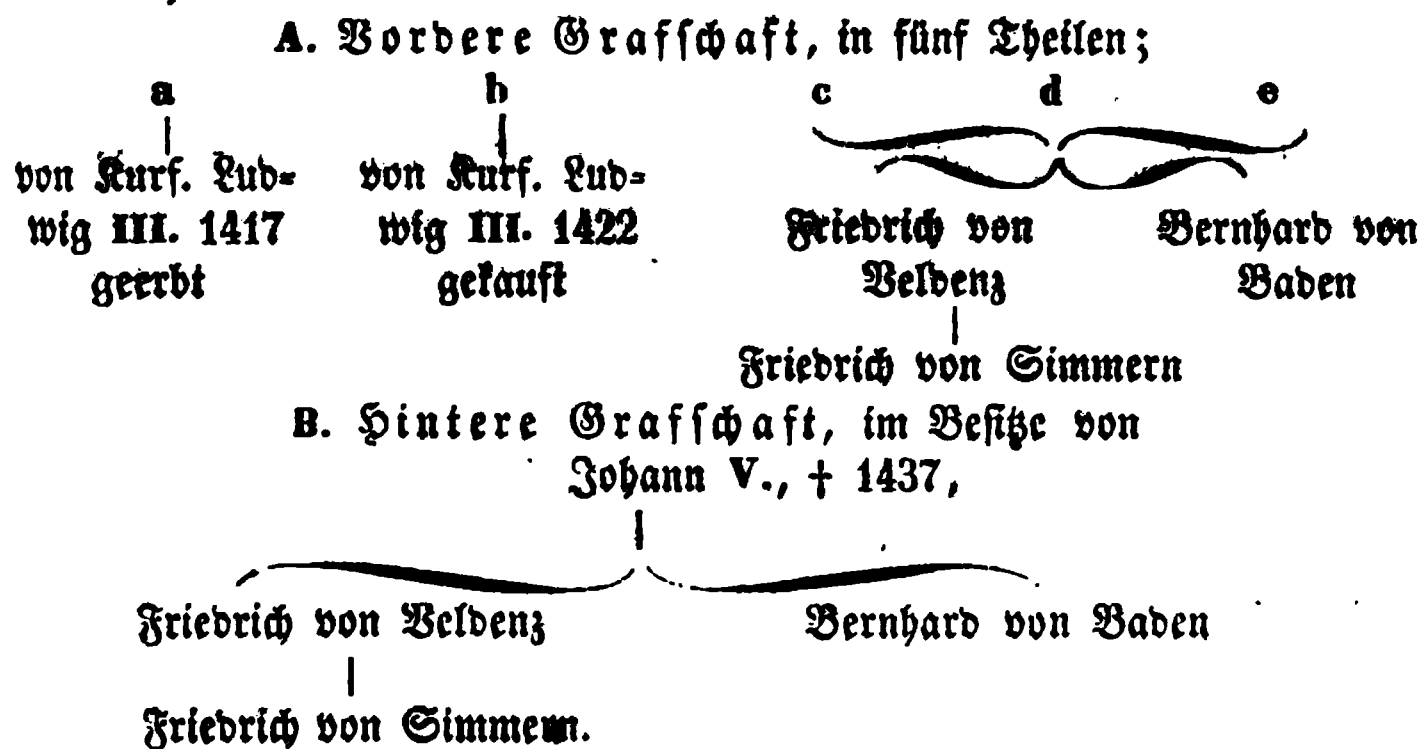 A. Vordere Grafschaft, in fünf Theilen;
a b c d e
von Kurf. Lud= von Kurf. Lud=
wig III. 1417 wig III. 1422 Friedrich von Bernhard von
geerbt gekauft Veldenz Baden
Friedrich von Simmern
B. Hintere Grafschaft, im Besitze von
Johann V., † 1437,
Friedrich von Veldenz Bernhard von Baden
Friedrich von Simmern.